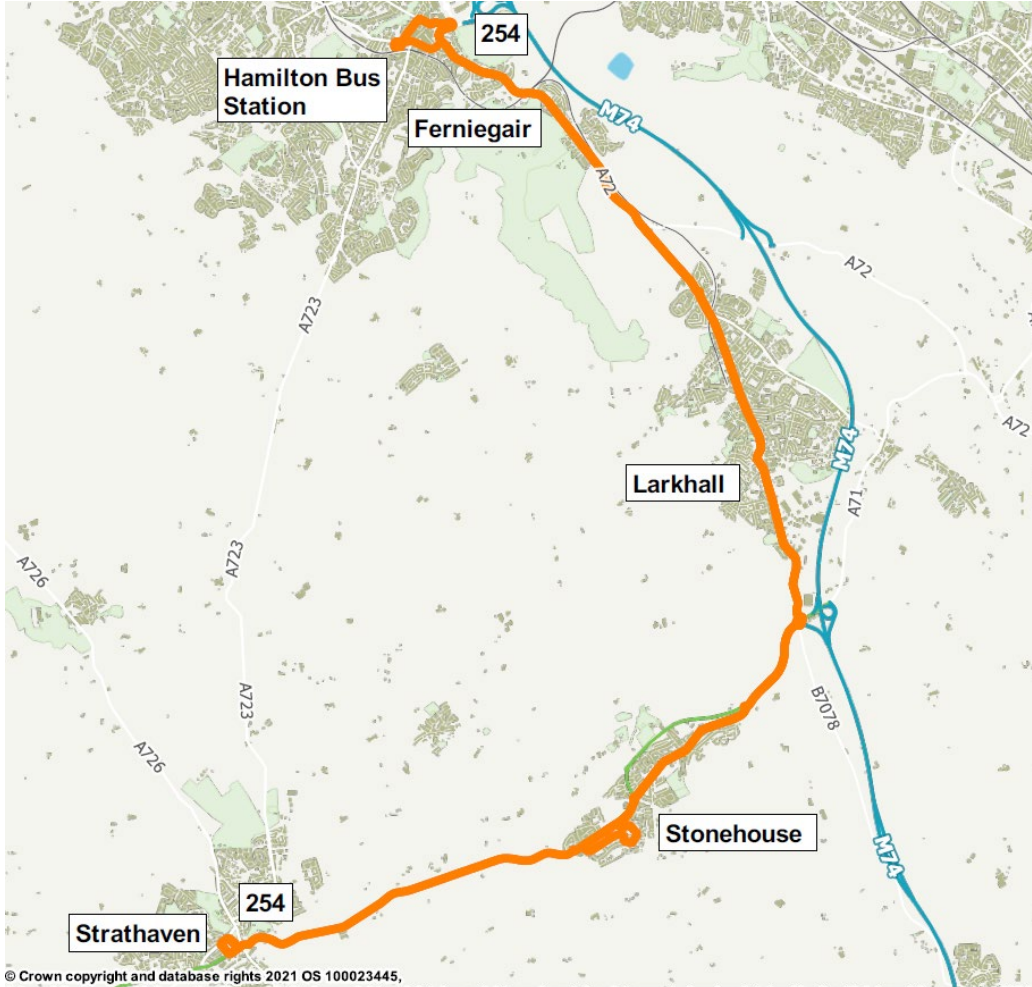 254
Hamilton Bus
Station
Ferniegair
M74
A72
A72
A723
A72
M74
Larkhall
A71
A723
A726
A723
B7078
A726
Stonehouse
M74
254
Strathaven
© Crown copyright and database rights 2021 OS 100023445,